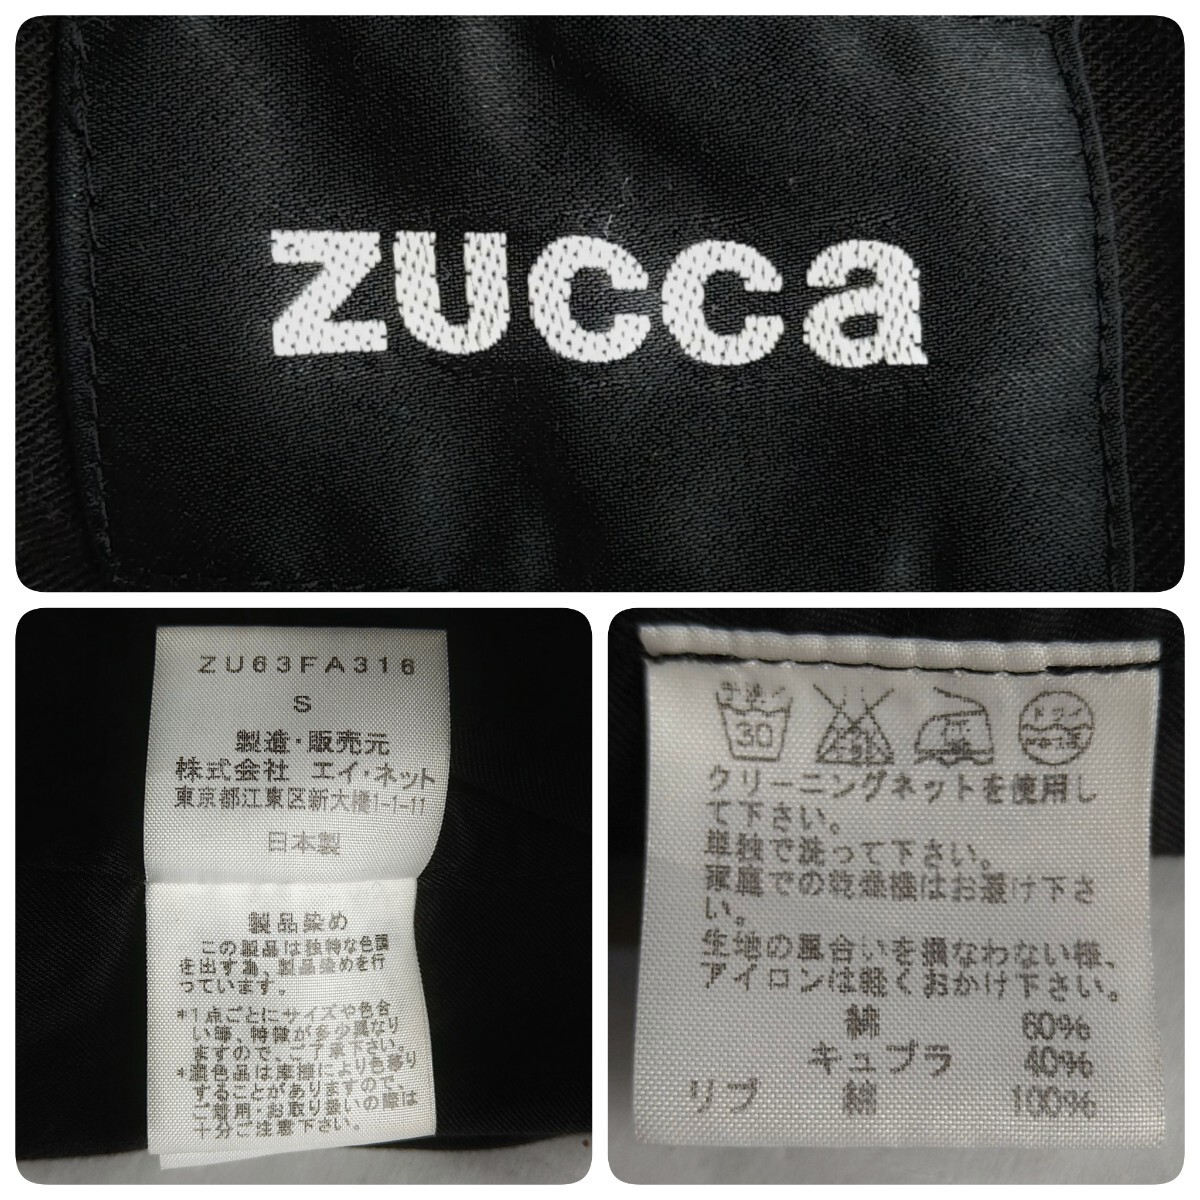 zucca
ZU63FA316
S
製造・販売元
株式会社 エイ・ネット
東京都江東区新大橋1-1-11
日本製
製品染め
この製品は独特な色調
を出す為、製品染めを行
っています。
*1点ごとにサイズや色合
い等、特徴が多少異なり
ますので、ご了承下さい。
*濃色品は摩擦により色移り
することがありますので、
ご着用・お取り扱いの際は
十分ご注意下さい。
手洗イ
30
ドライ
クリーニングネットを使用し
て下さい。
単独で洗って下さい。
家庭での乾燥機はお避け下さ
い。
生地の風合いを損なわない様、
アイロンは軽くおかけ下さい。
綿 60%
キュプラ 40%
リブ 綿 100%